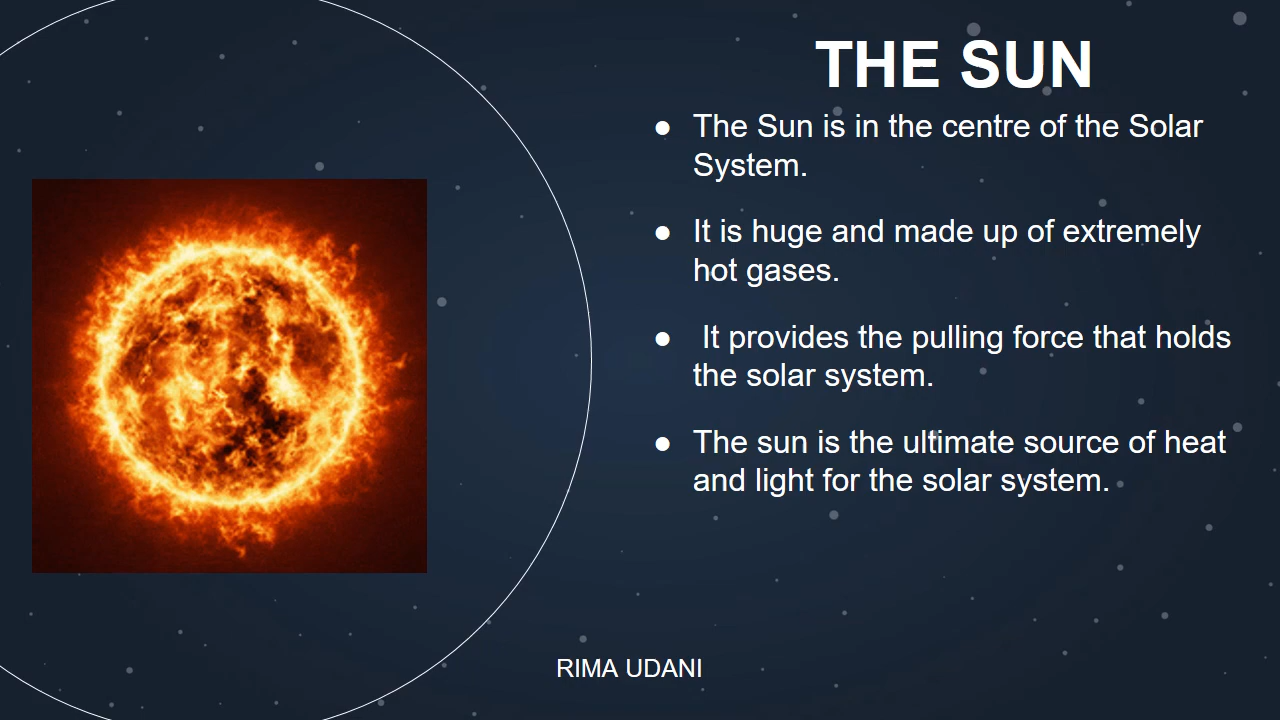 THE SUN
● The Sun is in the centre of the Solar
System.
● It is huge and made up of extremely
hot gases.
● It provides the pulling force that holds
the solar system.
● The sun is the ultimate source of heat
and light for the solar system.
RIMA UDANI